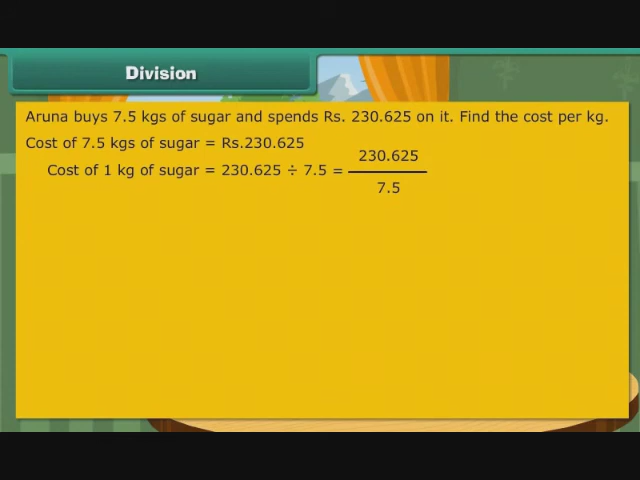 Division
Aruna buys 7.5 kgs of sugar and spends Rs. 230.625 on it. Find the cost per kg.
Cost of 7.5 kgs of sugar = Rs.230.625
Cost of 1 kg of sugar = 230.625 ÷ 7.5 = 230.625
7.5